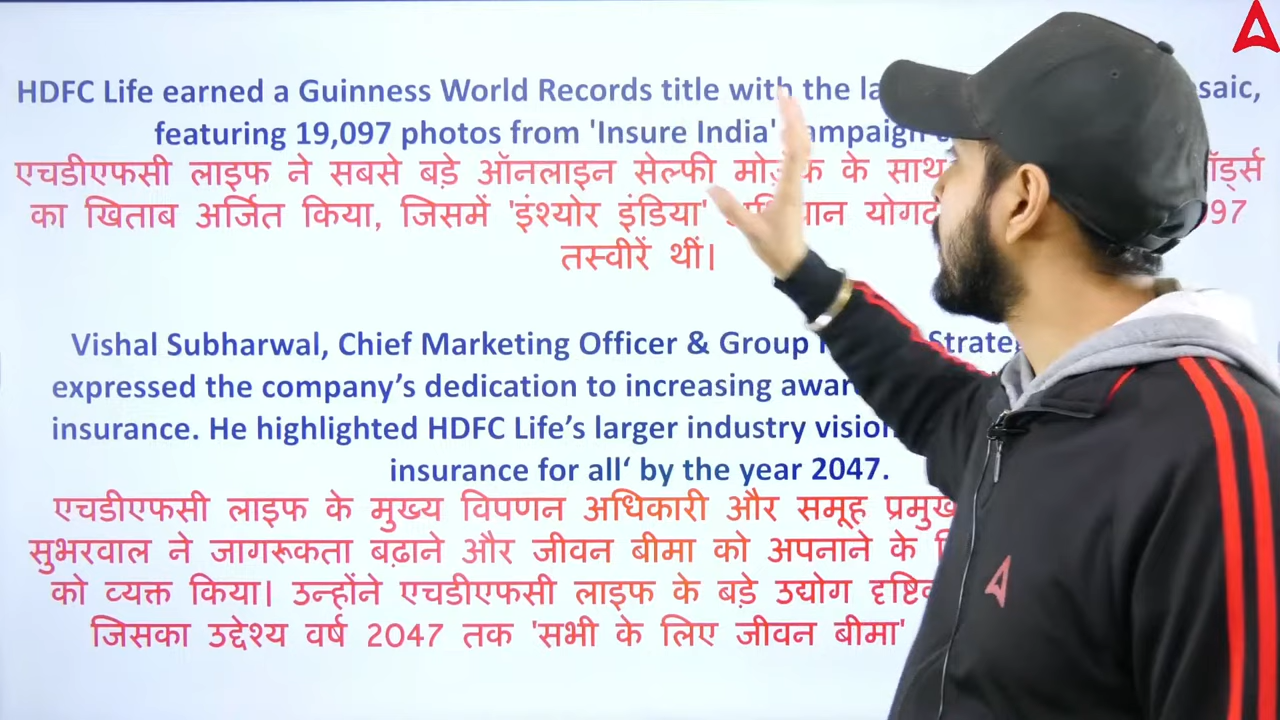 HDFC Life earned a Guinness World Records title with the saic,
featuring 19,097 photos from 'Insure India'
एचडीएफसी लाइफ ने सबसे बड़े ऑनलाइन सेल्फी के साथ
का खिताब अर्जित किया, जिसमें 'इंश्योर इंडिया'
तस्वीरें थीं।
Vishal Subharwal, Chief Marketing Officer & Group
expressed the company’s dedication to increasing
insurance. He highlighted HDFC Life’s larger industry vision
insurance for all‘ by the year 2047.
एचडीएफसी लाइफ के मुख्य विपणन अधिकारी और समूह प्रमुख
सुभरवाल ने जागरूकता बढ़ाने और जीवन बीमा को अपनाने के
को व्यक्त किया। उन्होंने एचडीएफसी लाइफ के बड़े उद्योग
जिसका उद्देश्य वर्ष 2047 तक 'सभी के लिए जीवन बीमा'